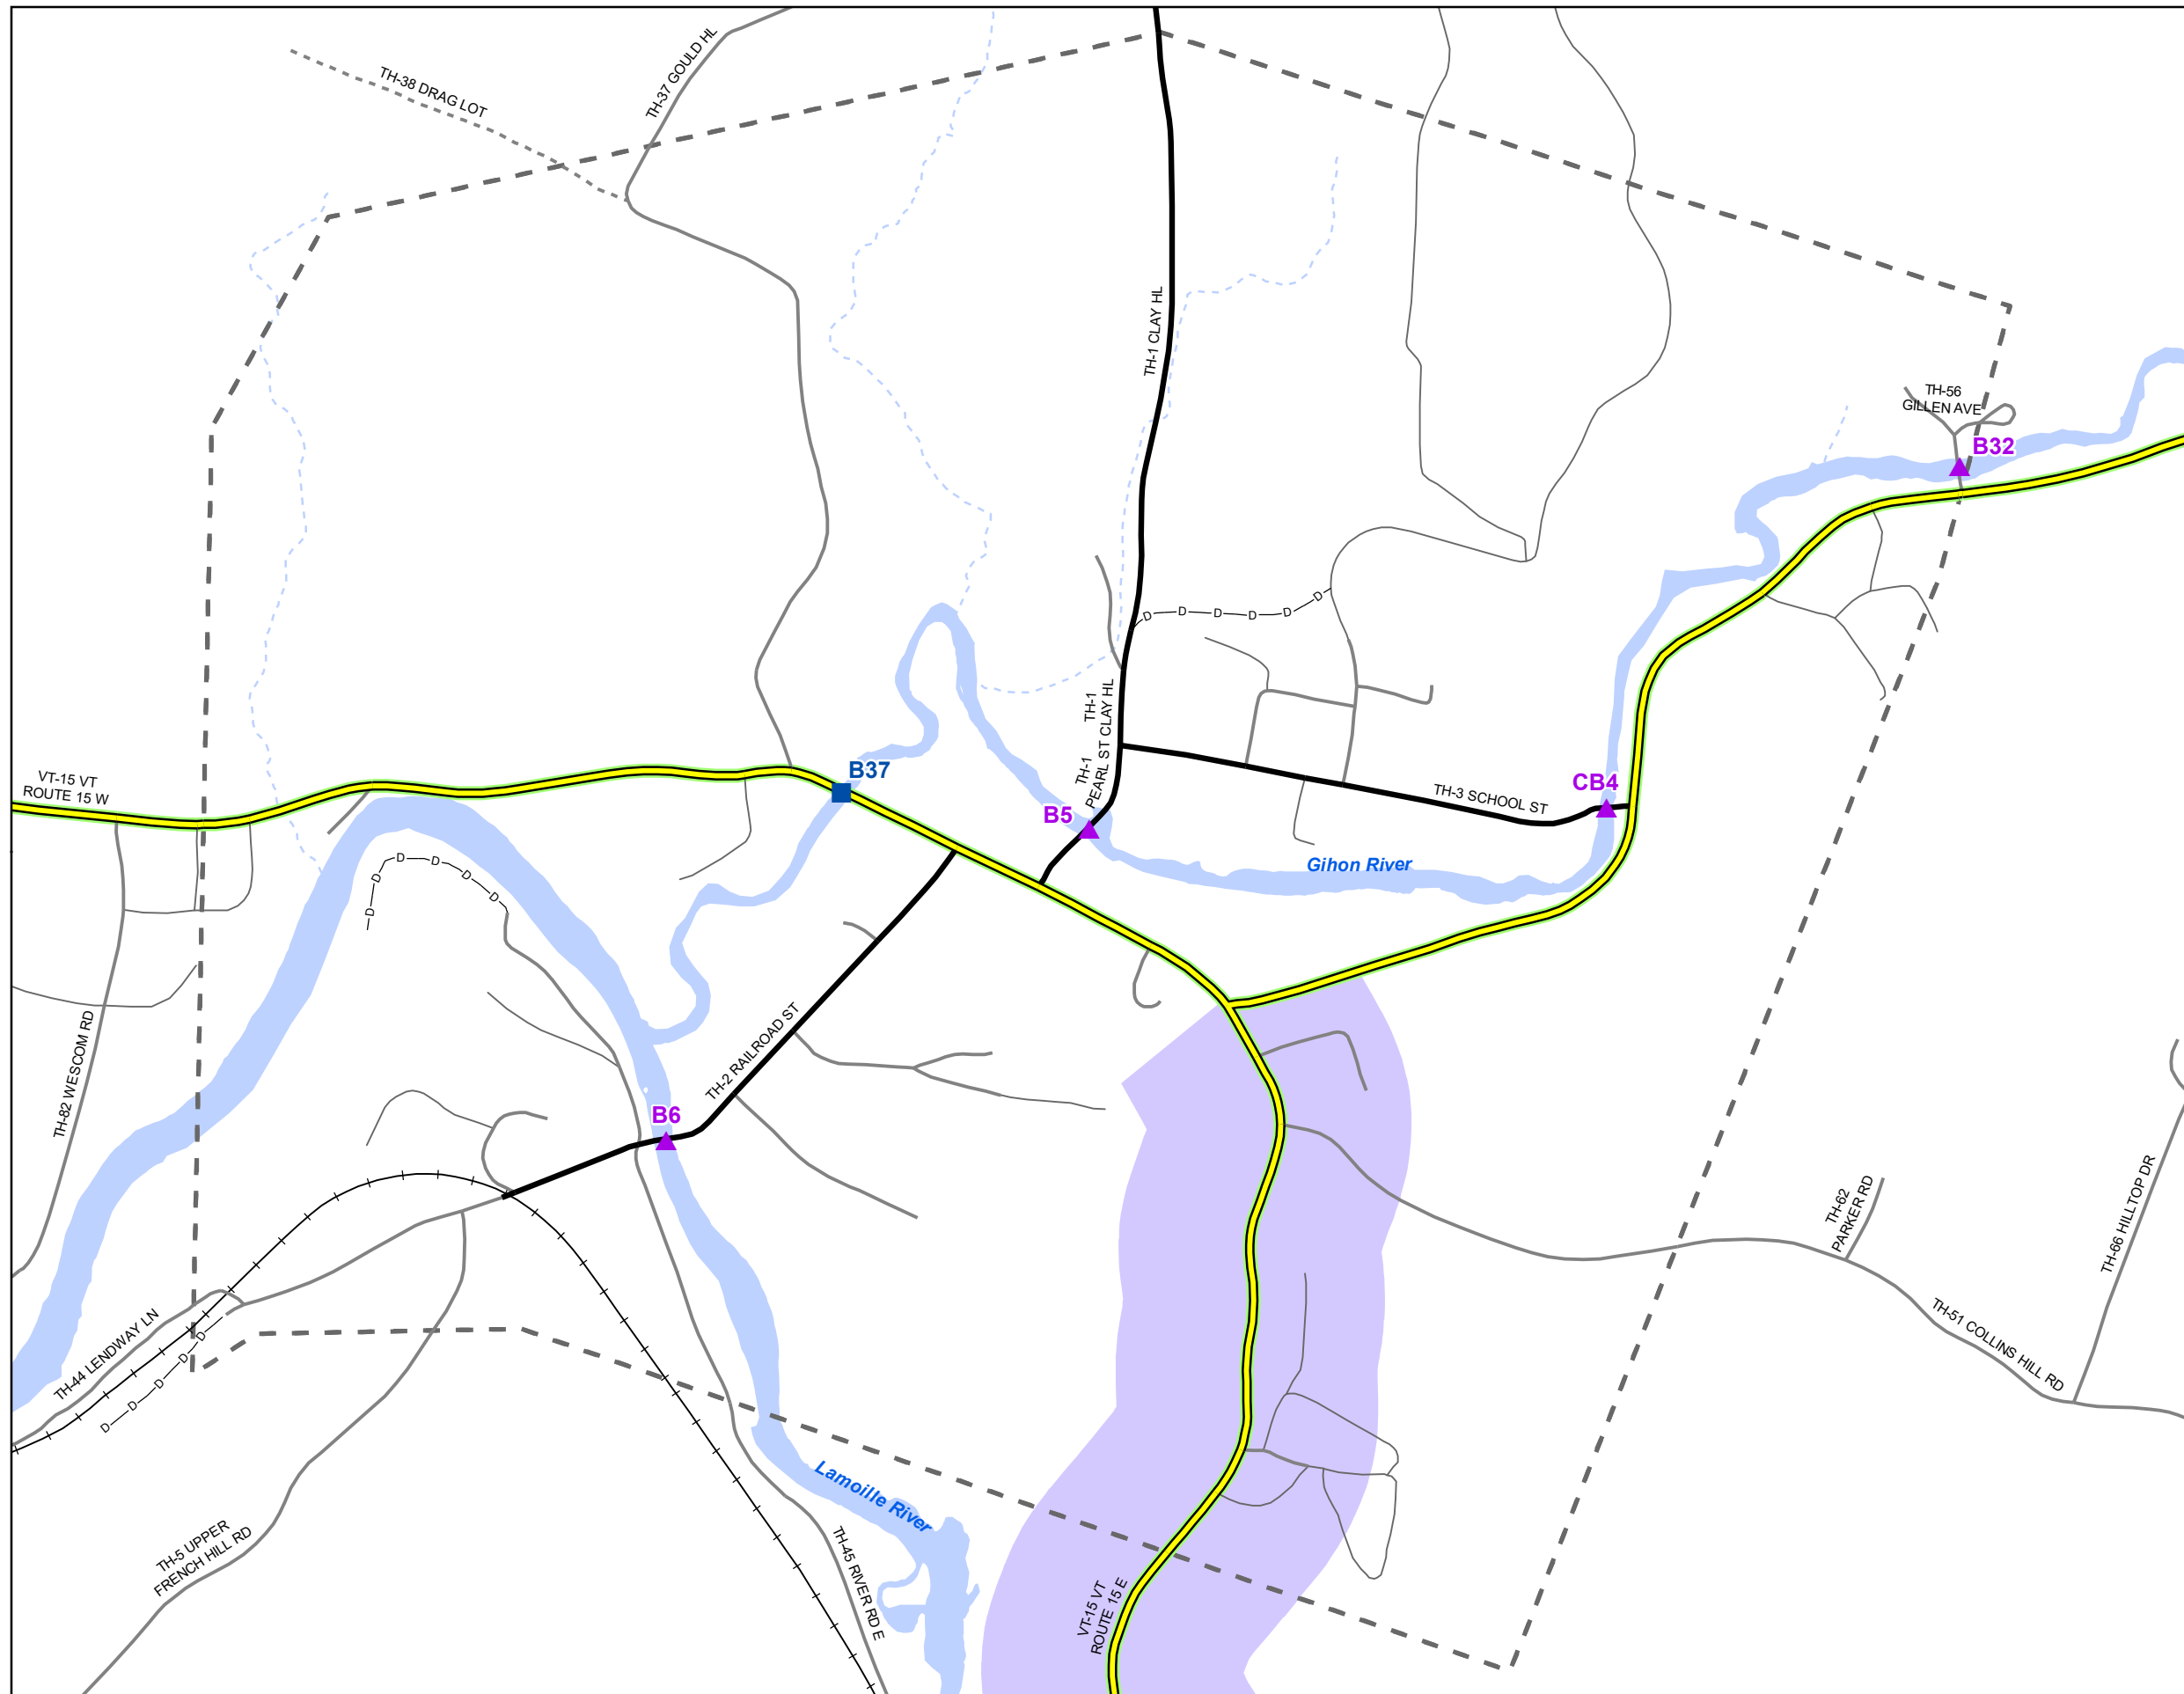 TH-38 DRAG LOT
TH-37 GOULD HL
TH-1 CLAY HL
TH-56
GILLEN AVE
B32
TH-1
CLAY HL
TH-1
PEARL ST
VT-15 VT
ROUTE 15 W
B37
B5
CB4
TH-3 SCHOOL ST
Gihon River
D D D D D D
D D D D D D
TH-82 WESCOM RD
TH-2 RAILROAD ST
B6
TH-62
PARKER RD
TH-66 HILLTOP DR
TH-51 COLLINS HILL RD
TH-44 LENDWAY LN
D D D D D
Lamoille River
TH-5 UPPER
FRENCH HILL RD
TH-45 RIVER RD E
VT-15 VT
ROUTE 15 E